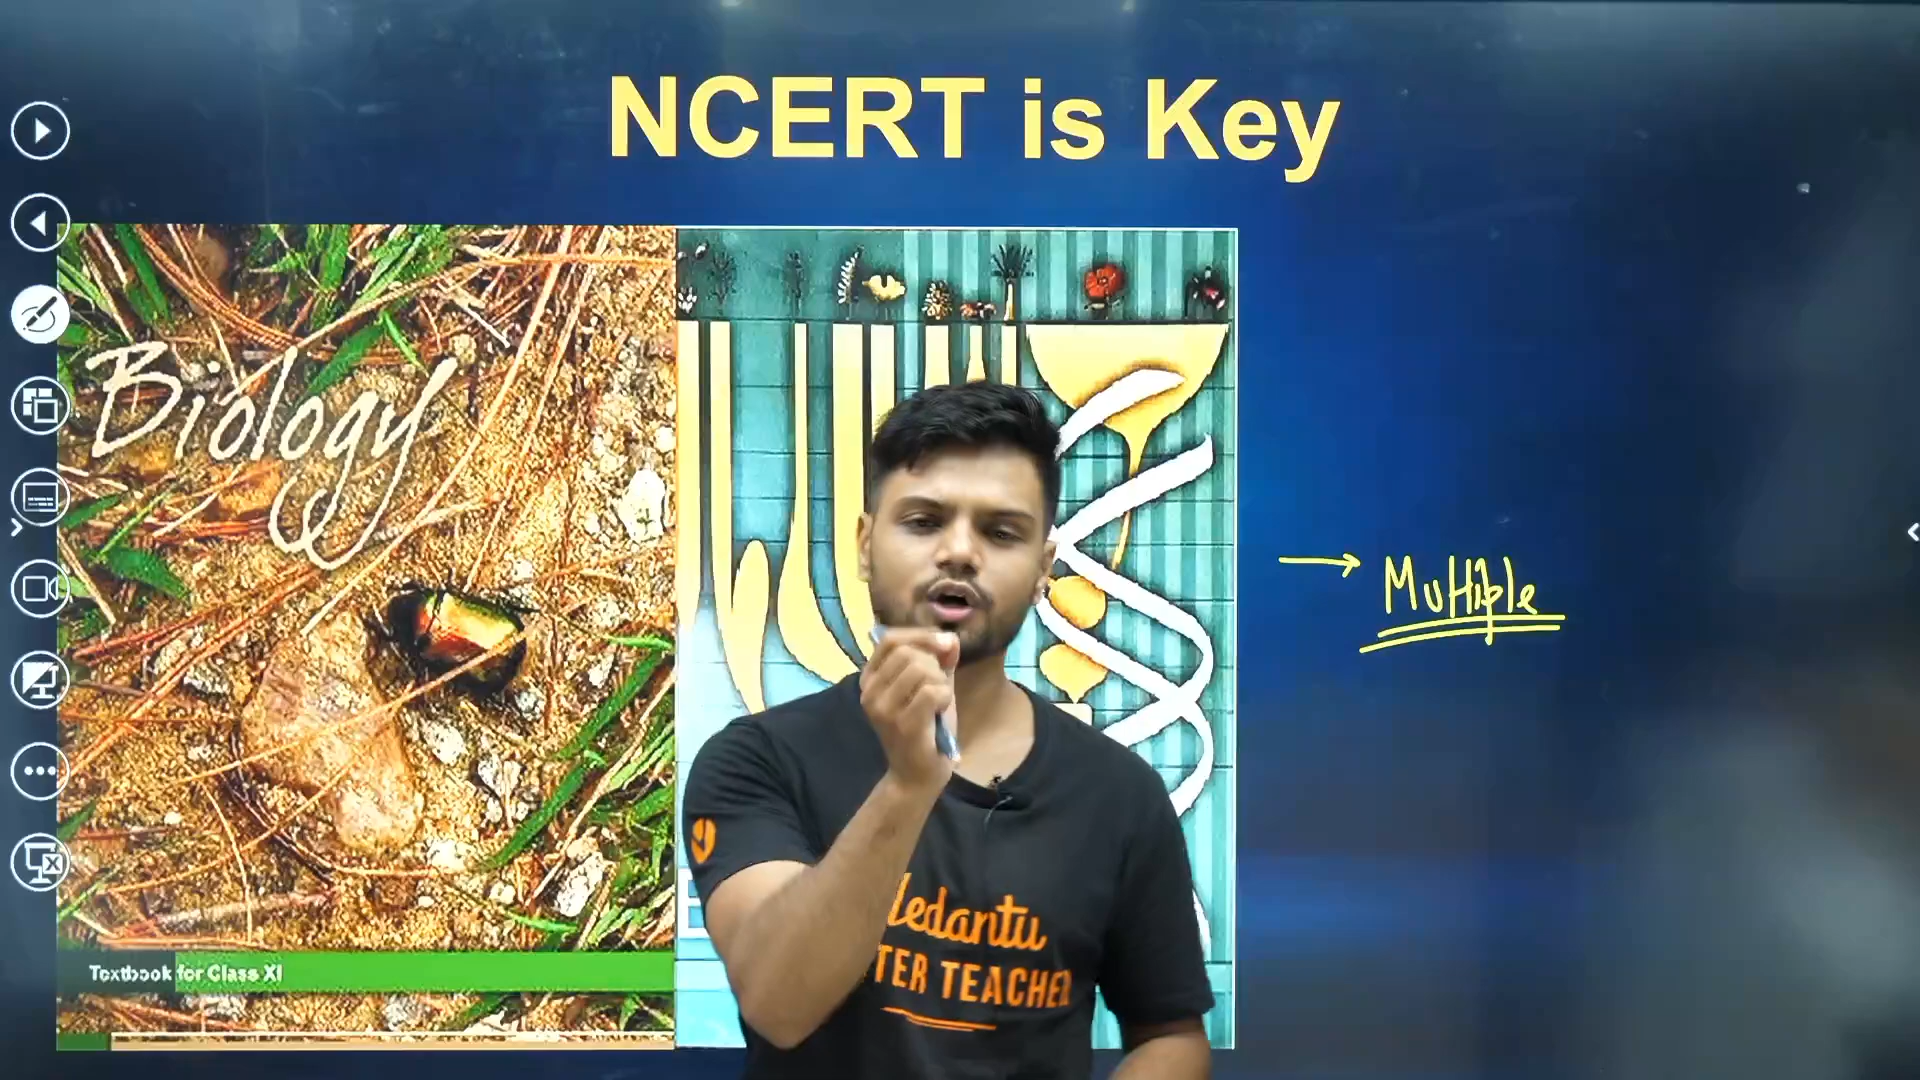 NCERT is Key
Biology
Textbook for Class XI
Multiple
Vedantu
TER TEACHER